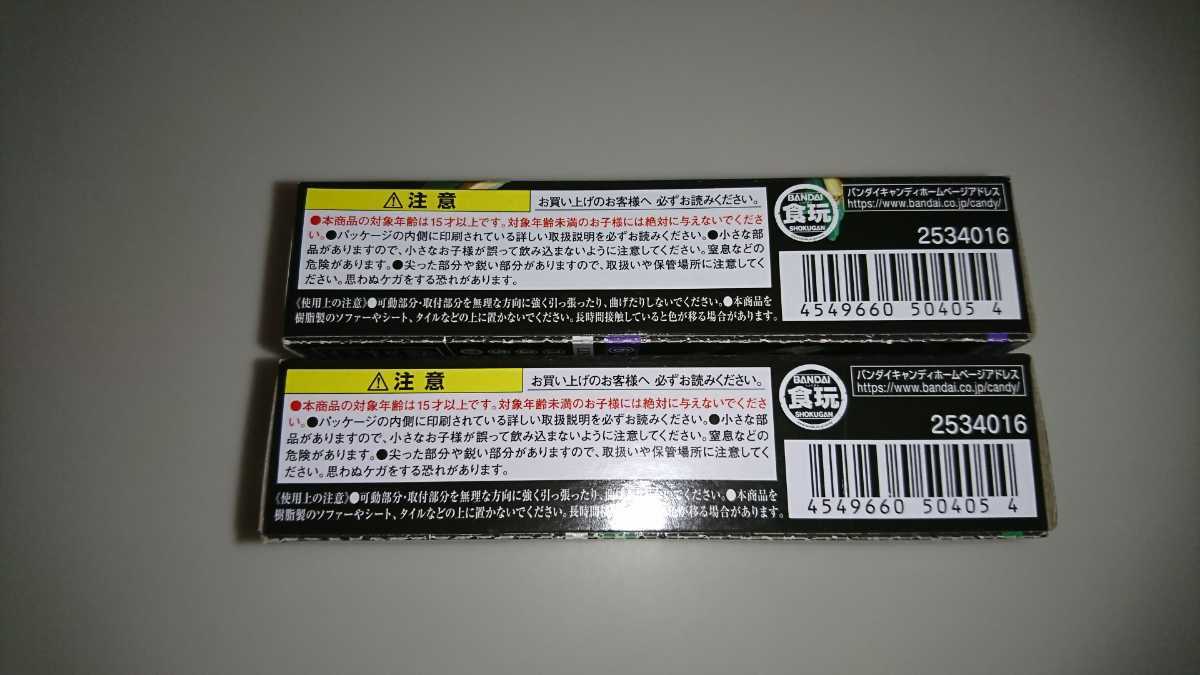 ⚠注意
お買い上げのお客様へ 必ずお読みください。
●本商品の対象年齢は15才以上です。対象年齢未満のお子様には絶対に与えないでくださ
い。●パッケージの内側に印刷されている詳しい取扱説明を必ずお読みください。●小さな部
品がありますので、小さなお子様が誤って飲み込まないように注意してください。窒息などの
危険があります。●尖った部分や鋭い部分がありますので、取扱いや保管場所に注意してく
ださい。思わぬケガをする恐れがあります。
《使用上の注意》●可動部分・取付部分を無理な方向に強く引っ張ったり、曲げたりしないでください。●本商品を
樹脂製のソファーやシート、タイルなどの上に置かないでください。長時間接触していると色が移る場合があります。
BANDAI
食玩
SHOKUGAN
バンダイキャンディホームページアドレス
https://www.bandai.co.jp/candy/
2534016
4549660 50405 4
⚠注意
お買い上げのお客様へ 必ずお読みください。
●本商品の対象年齢は15才以上です。対象年齢未満のお子様には絶対に与えないでくださ
い。●パッケージの内側に印刷されている詳しい取扱説明を必ずお読みください。●小さな部
品がありますので、小さなお子様が誤って飲み込まないように注意してください。窒息などの
危険があります。●尖った部分や鋭い部分がありますので、取扱いや保管場所に注意してく
ださい。思わぬケガをする恐れがあります。
《使用上の注意》●可動部分・取付部分を無理な方向に強く引っ張ったり、曲げたりしないでください。●本商品を
樹脂製のソファーやシート、タイルなどの上に置かないでください。長時間 色が移る場合があります。
BANDAI
食玩
SHOKUGAN
バンダイキャンディホームページアドレス
https://www.bandai.co.jp/candy/
2534016
4549660 50405 4